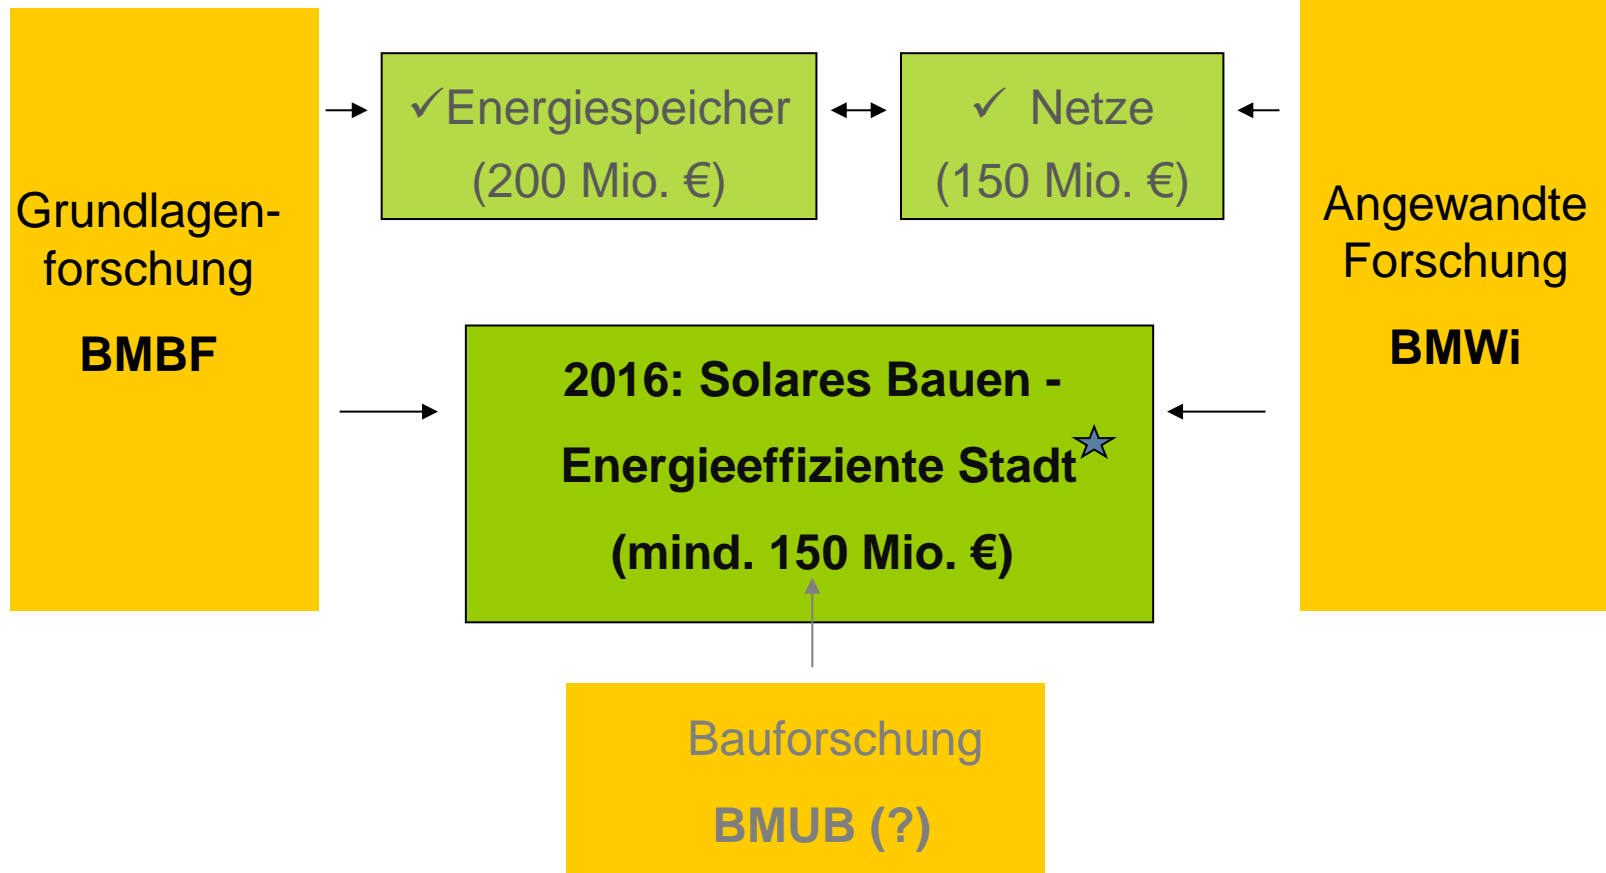 Grundlagen-
forschung
BMBF
✓Energiespeicher
(200 Mio. €)
✓ Netze
(150 Mio. €)
Angewandte
Forschung
BMWi
2016: Solares Bauen -
Energieeffiziente Stadt
(mind. 150 Mio. €)
Bauforschung
BMUB (?)